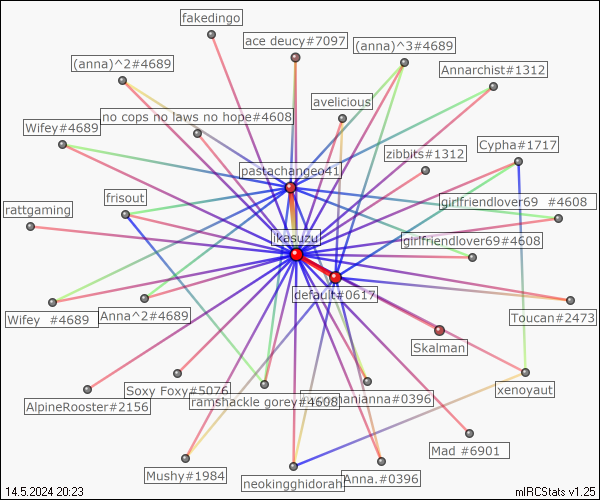 fakedingo
ace deucy#7097
(anna)^3#4689
(anna)^2#4689
Annarchist#1312
avelicious
no cops no laws no hope#4608
Wifey#4689
Cypha#1717
zibbits#1312
pastachangeo41
frisout
girlfriendlover69 #4608
rattgaming
ikasuzu
girlfriendlover69#4608
default#0617
Wifey #4689
Anna^2#4689
Toucan#2473
Skalman
Soxy Foxy#5076
xenoyaut
AlpineRooster#2156
ramshackle gorey#4608
manianna#0396
Mad #6901
Mushy#1984
neokingghidorah
Anna.#0396
14.5.2024 20:23
mIRCStats v1.25